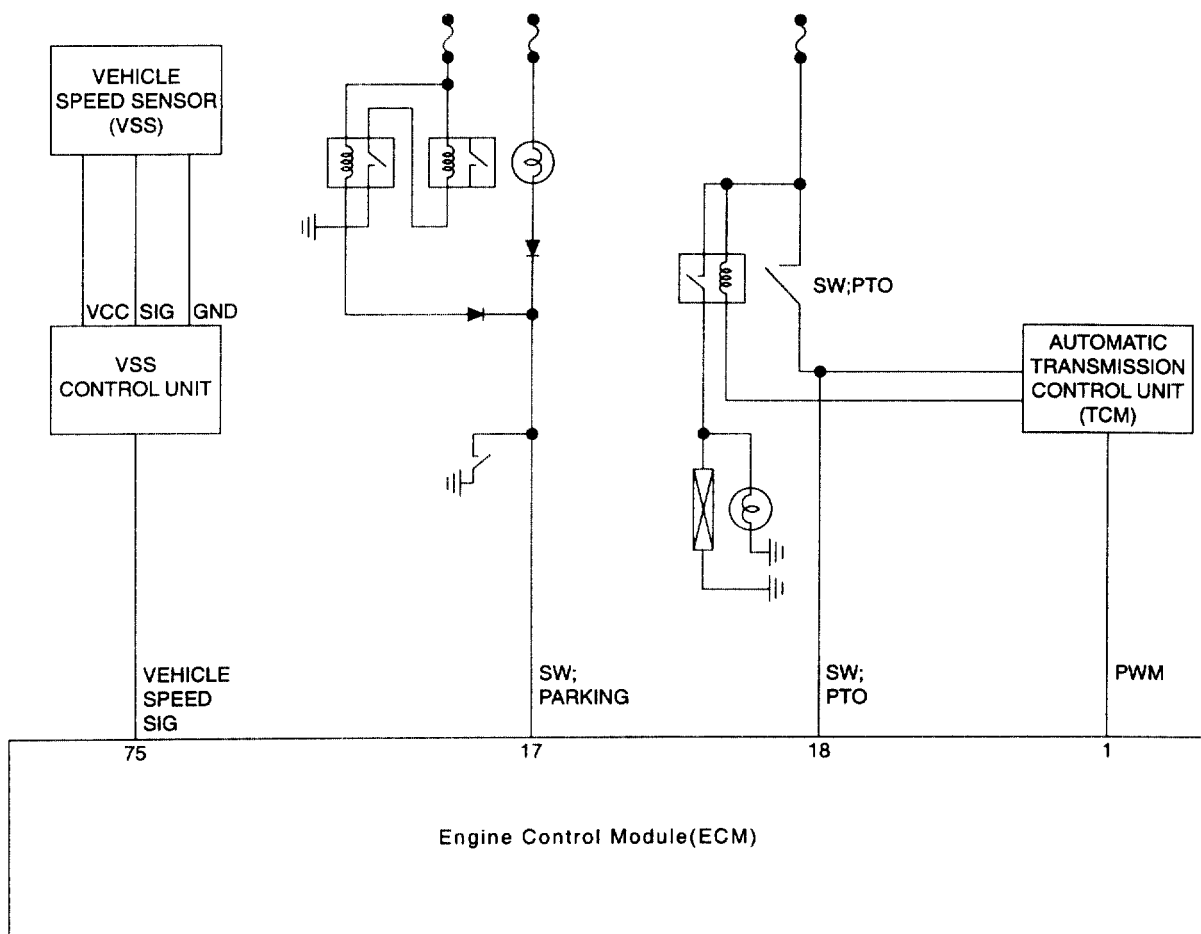 VEHICLE
SPEED SENSOR
(VSS)
VCC SIG GND
VSS
CONTROL UNIT
SW;PTO
AUTOMATIC
TRANSMISSION
CONTROL UNIT
(TCM)
VEHICLE
SPEED
SIG
SW;
PARKING
SW;
PTO
PWM
75 17 18 1
Engine Control Module(ECM)